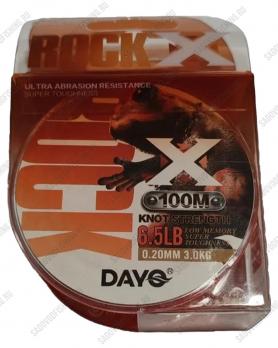 ROCK X
ULTRA ABRASION RESISTANCE
SUPER TOUGHNESS
ROCK
X
100M
KNOT STRENGTH
6.5LB
LOW MEMORY
SUPER
TOUGHNESS
0.20MM 3.0KG
DAYO